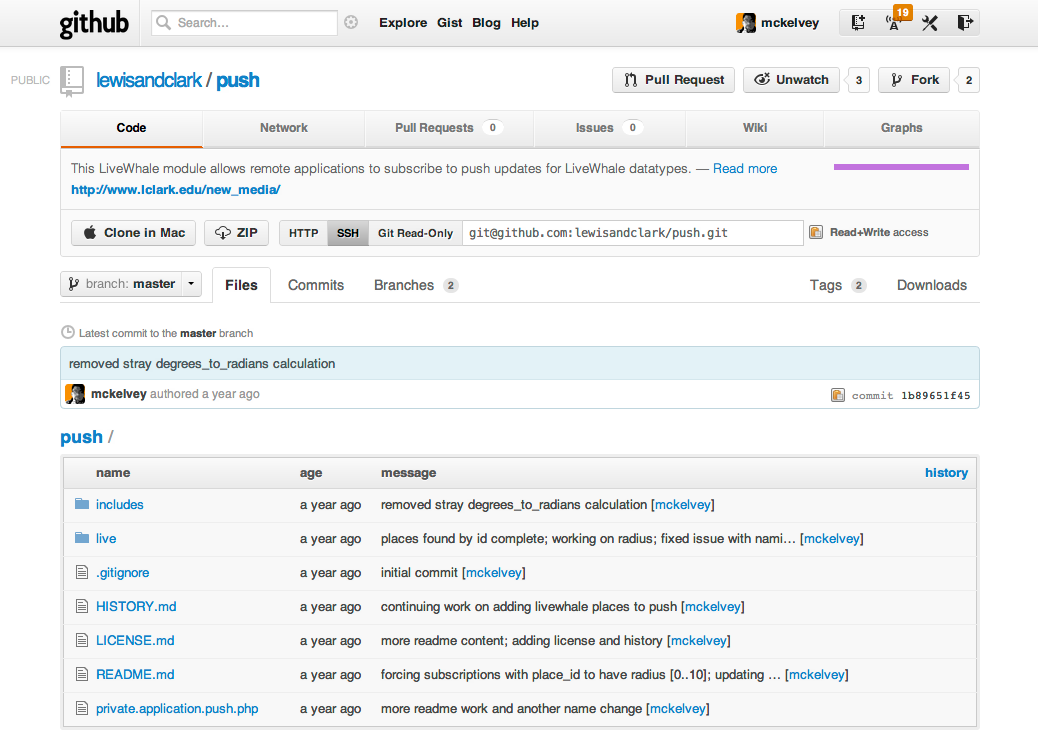 github Search... Explore Gist Blog Help mckelvey 19
PUBLIC lewisandclark / push Pull Request Unwatch 3 Fork 2
Code Network Pull Requests 0 Issues 0 Wiki Graphs
This LiveWhale module allows remote applications to subscribe to push updates for LiveWhale datatypes. — Read more
http://www.lclark.edu/new_media/
Clone in Mac ZIP HTTP SSH Git Read-Only git@github.com:lewisandclark/push.git Read+Write access
branch: master Files Commits Branches 2 Tags 2 Downloads
Latest commit to the master branch
removed stray degrees_to_radians calculation
mckelvey authored a year ago commit 1b89651f45
push /
name age message history
includes a year ago removed stray degrees_to_radians calculation [mckelvey]
live a year ago places found by id complete; working on radius; fixed issue with nami… [mckelvey]
.gitignore a year ago initial commit [mckelvey]
HISTORY.md a year ago continuing work on adding livewhale places to push [mckelvey]
LICENSE.md a year ago more readme content; adding license and history [mckelvey]
README.md a year ago forcing subscriptions with place_id to have radius [0..10]; updating … [mckelvey]
private.application.push.php a year ago more readme work and another name change [mckelvey]